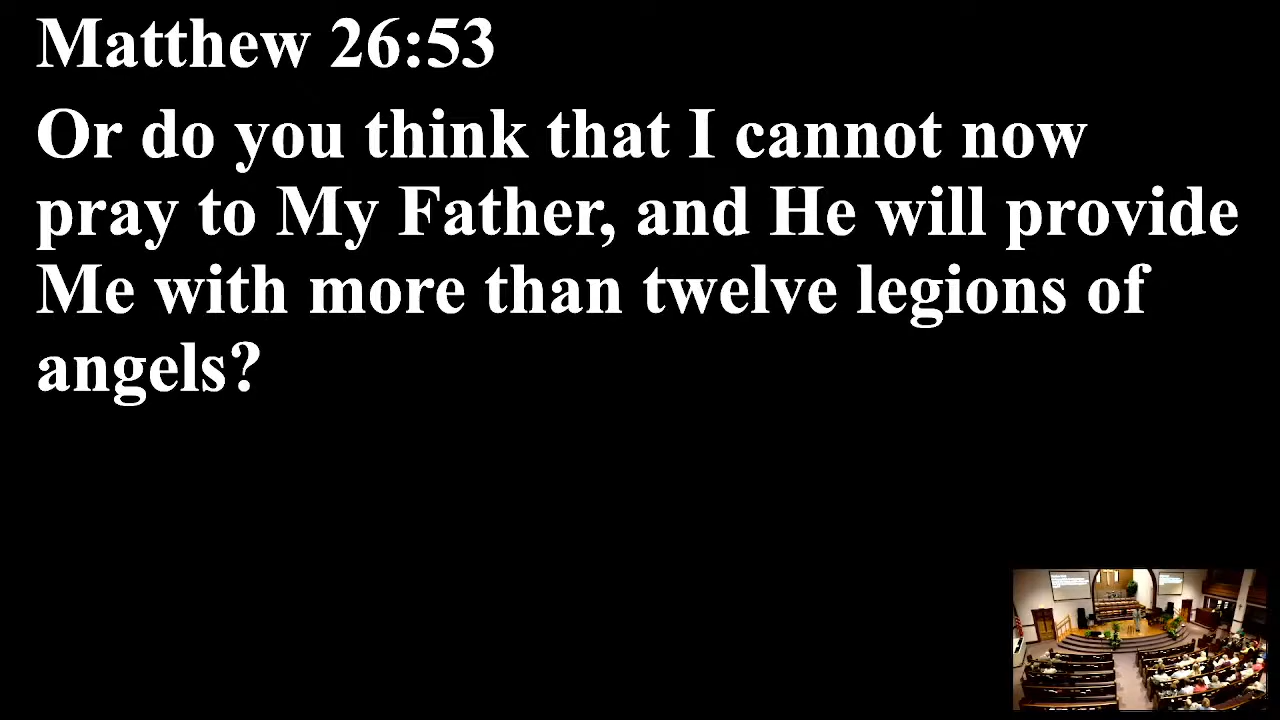 Matthew 26:53
Or do you think that I cannot now
pray to My Father, and He will provide
Me with more than twelve legions of
angels?